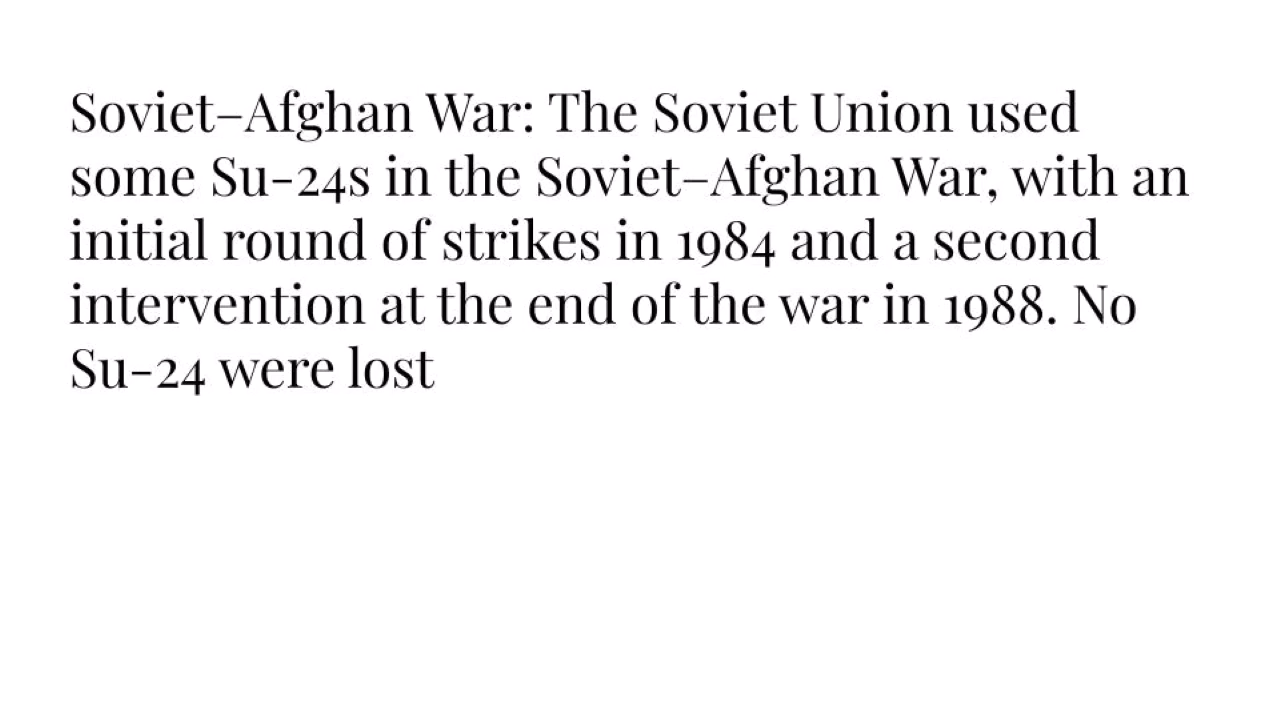 Soviet–Afghan War: The Soviet Union used
some Su-24s in the Soviet–Afghan War, with an
initial round of strikes in 1984 and a second
intervention at the end of the war in 1988. No
Su-24 were lost